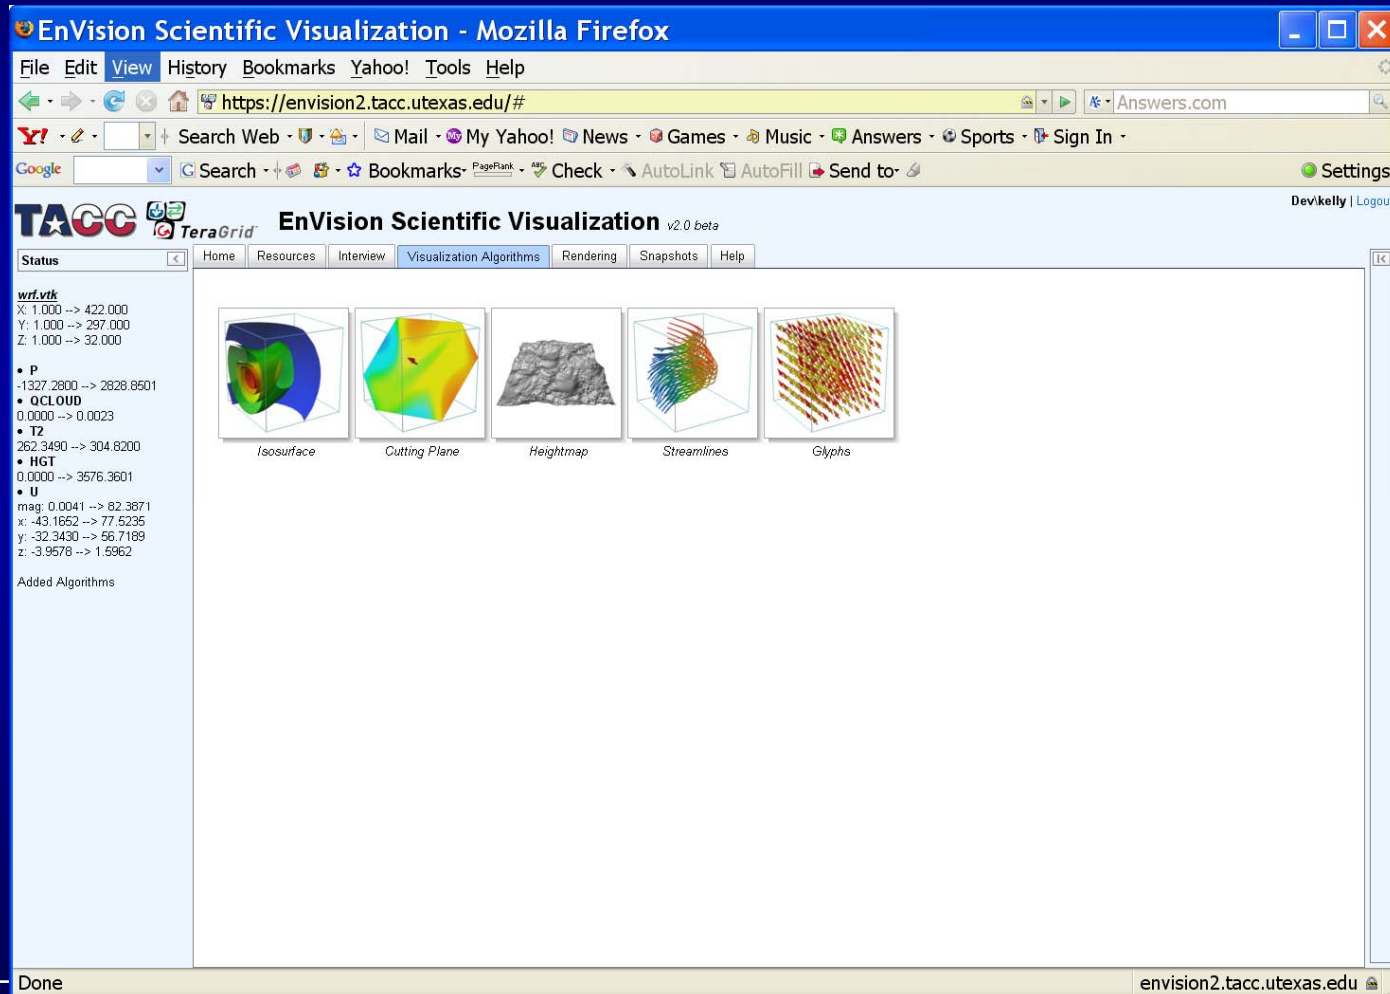 EnVision Scientific Visualization - Mozilla Firefox
File Edit View History Bookmarks Yahoo! Tools Help
https://envision2.tacc.utexas.edu/# Answers.com
Y! Search Web Mail My Yahoo! News Games Music Answers Sports Sign In
Google Search Bookmarks PageRank ABC Check AutoLink AutoFill Send to Settings
TACC TeraGrid EnVision Scientific Visualization v2.0 beta Dev\kelly | Logou
Status Home Resources Interview Visualization Algorithms Rendering Snapshots Help
wrf.vtk
X: 1.000 --> 422.000
Y: 1.000 --> 297.000
Z: 1.000 --> 32.000
• P
-1327.2800 --> 2828.8501
• QCLOUD
0.0000 --> 0.0023
• T2
262.3490 --> 304.8200
• HGT
0.0000 --> 3576.3601
• U
mag: 0.0041 --> 82.3871
x: -43.1652 --> 77.5235
y: -32.3430 --> 56.7189
z: -3.9578 --> 1.5962
Added Algorithms
Isosurface Cutting Plane Heightmap Streamlines Glyphs
Done envision2.tacc.utexas.edu